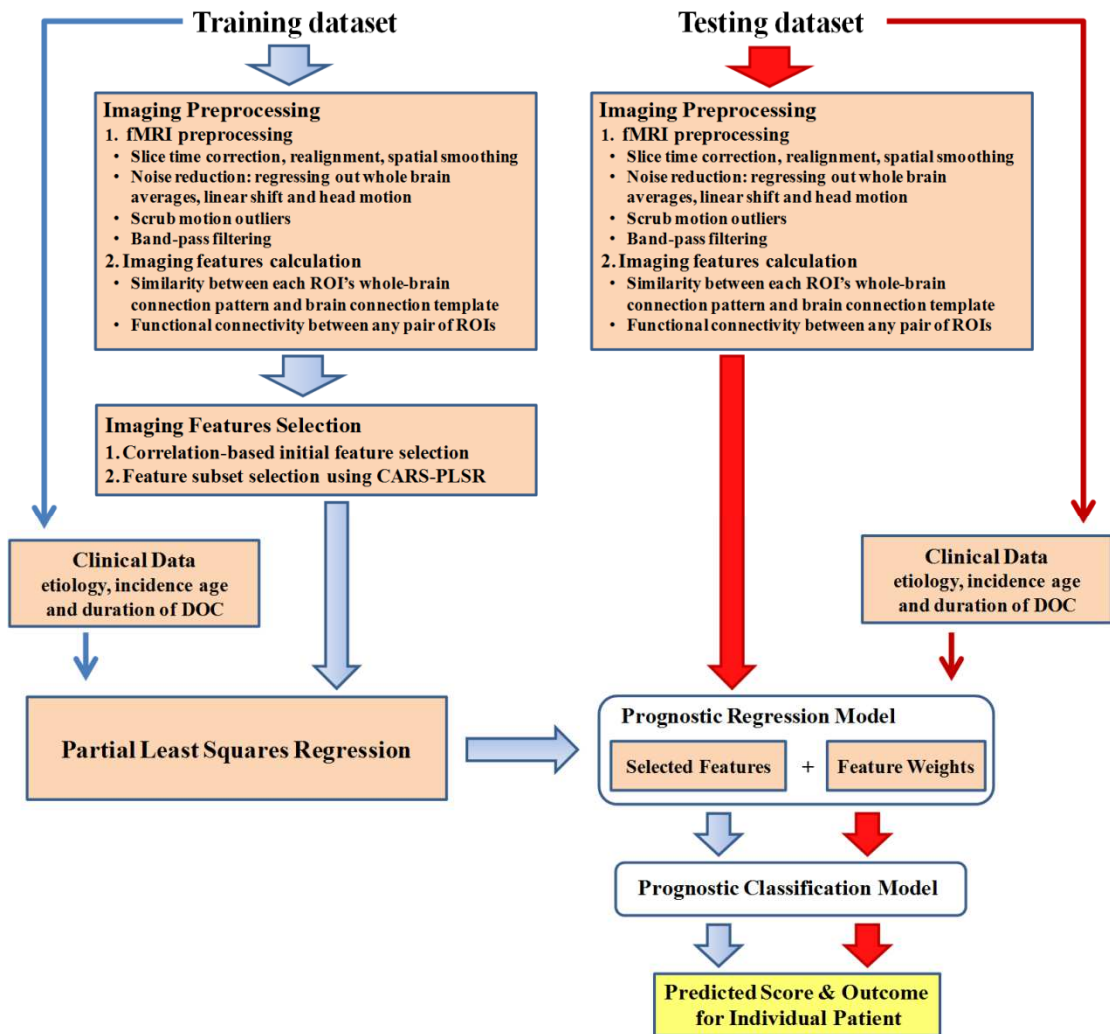 Training dataset
Imaging Preprocessing
1. fMRI preprocessing
• Slice time correction, realignment, spatial smoothing
• Noise reduction: regressing out whole brain
averages, linear shift and head motion
• Scrub motion outliers
• Band-pass filtering
2. Imaging features calculation
• Similarity between each ROI's whole-brain
connection pattern and brain connection template
• Functional connectivity between any pair of ROIs
Imaging Features Selection
1. Correlation-based initial feature selection
2. Feature subset selection using CARS-PLSR
Clinical Data
etiology, incidence age
and duration of DOC
Partial Least Squares Regression
Testing dataset
Imaging Preprocessing
1. fMRI preprocessing
• Slice time correction, realignment, spatial smoothing
• Noise reduction: regressing out whole brain
averages, linear shift and head motion
• Scrub motion outliers
• Band-pass filtering
2. Imaging features calculation
• Similarity between each ROI's whole-brain
connection pattern and brain connection template
• Functional connectivity between any pair of ROIs
Clinical Data
etiology, incidence age
and duration of DOC
Prognostic Regression Model
Selected Features + Feature Weights
Prognostic Classification Model
Predicted Score & Outcome
for Individual Patient